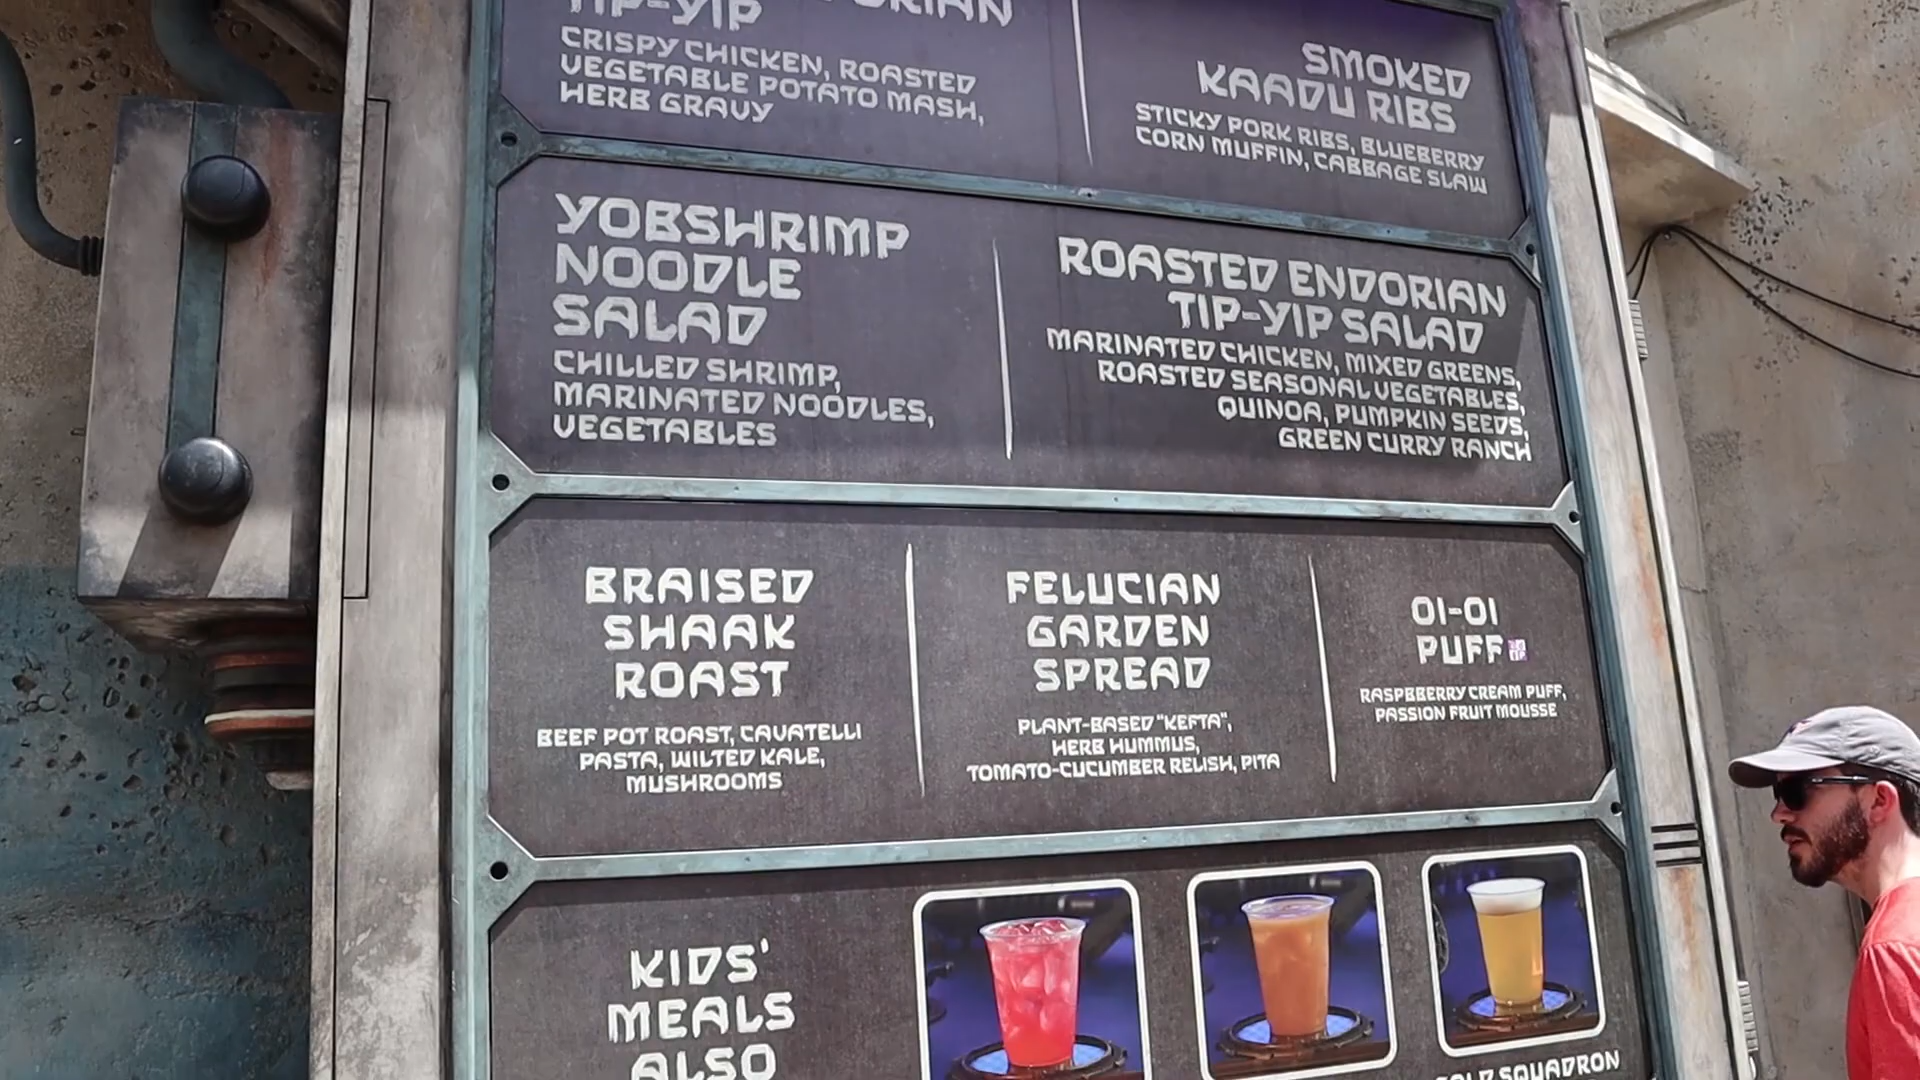 TIP-YIP
CRISPY CHICKEN, ROASTED
VEGETABLE POTATO MASH,
HERB GRAVY
SMOKED
KAADU RIBS
STICKY PORK RIBS, BLUEBERRY
CORN MUFFIN, CABBAGE SLAW
YOBSHRIMP
NOODLE
SALAD
CHILLED SHRIMP,
MARINATED NOODLES,
VEGETABLES
ROASTED ENDORIAN
TIP-YIP SALAD
MARINATED CHICKEN, MIXED GREENS,
ROASTED SEASONAL VEGETABLES,
QUINOA, PUMPKIN SEEDS,
GREEN CURRY RANCH
BRAISED
SHAAK
ROAST
BEEF POT ROAST, CAVATELLI
PASTA, WILTED KALE,
MUSHROOMS
FELUCIAN
GARDEN
SPREAD
PLANT-BASED "KEFTA",
HERB HUMMUS,
TOMATO-CUCUMBER RELISH, PITA
OI-OI
PUFF
RASPBBERRY CREAM PUFF,
PASSION FRUIT MOUSSE
KIDS'
MEALS
ALSO
SQUADRON